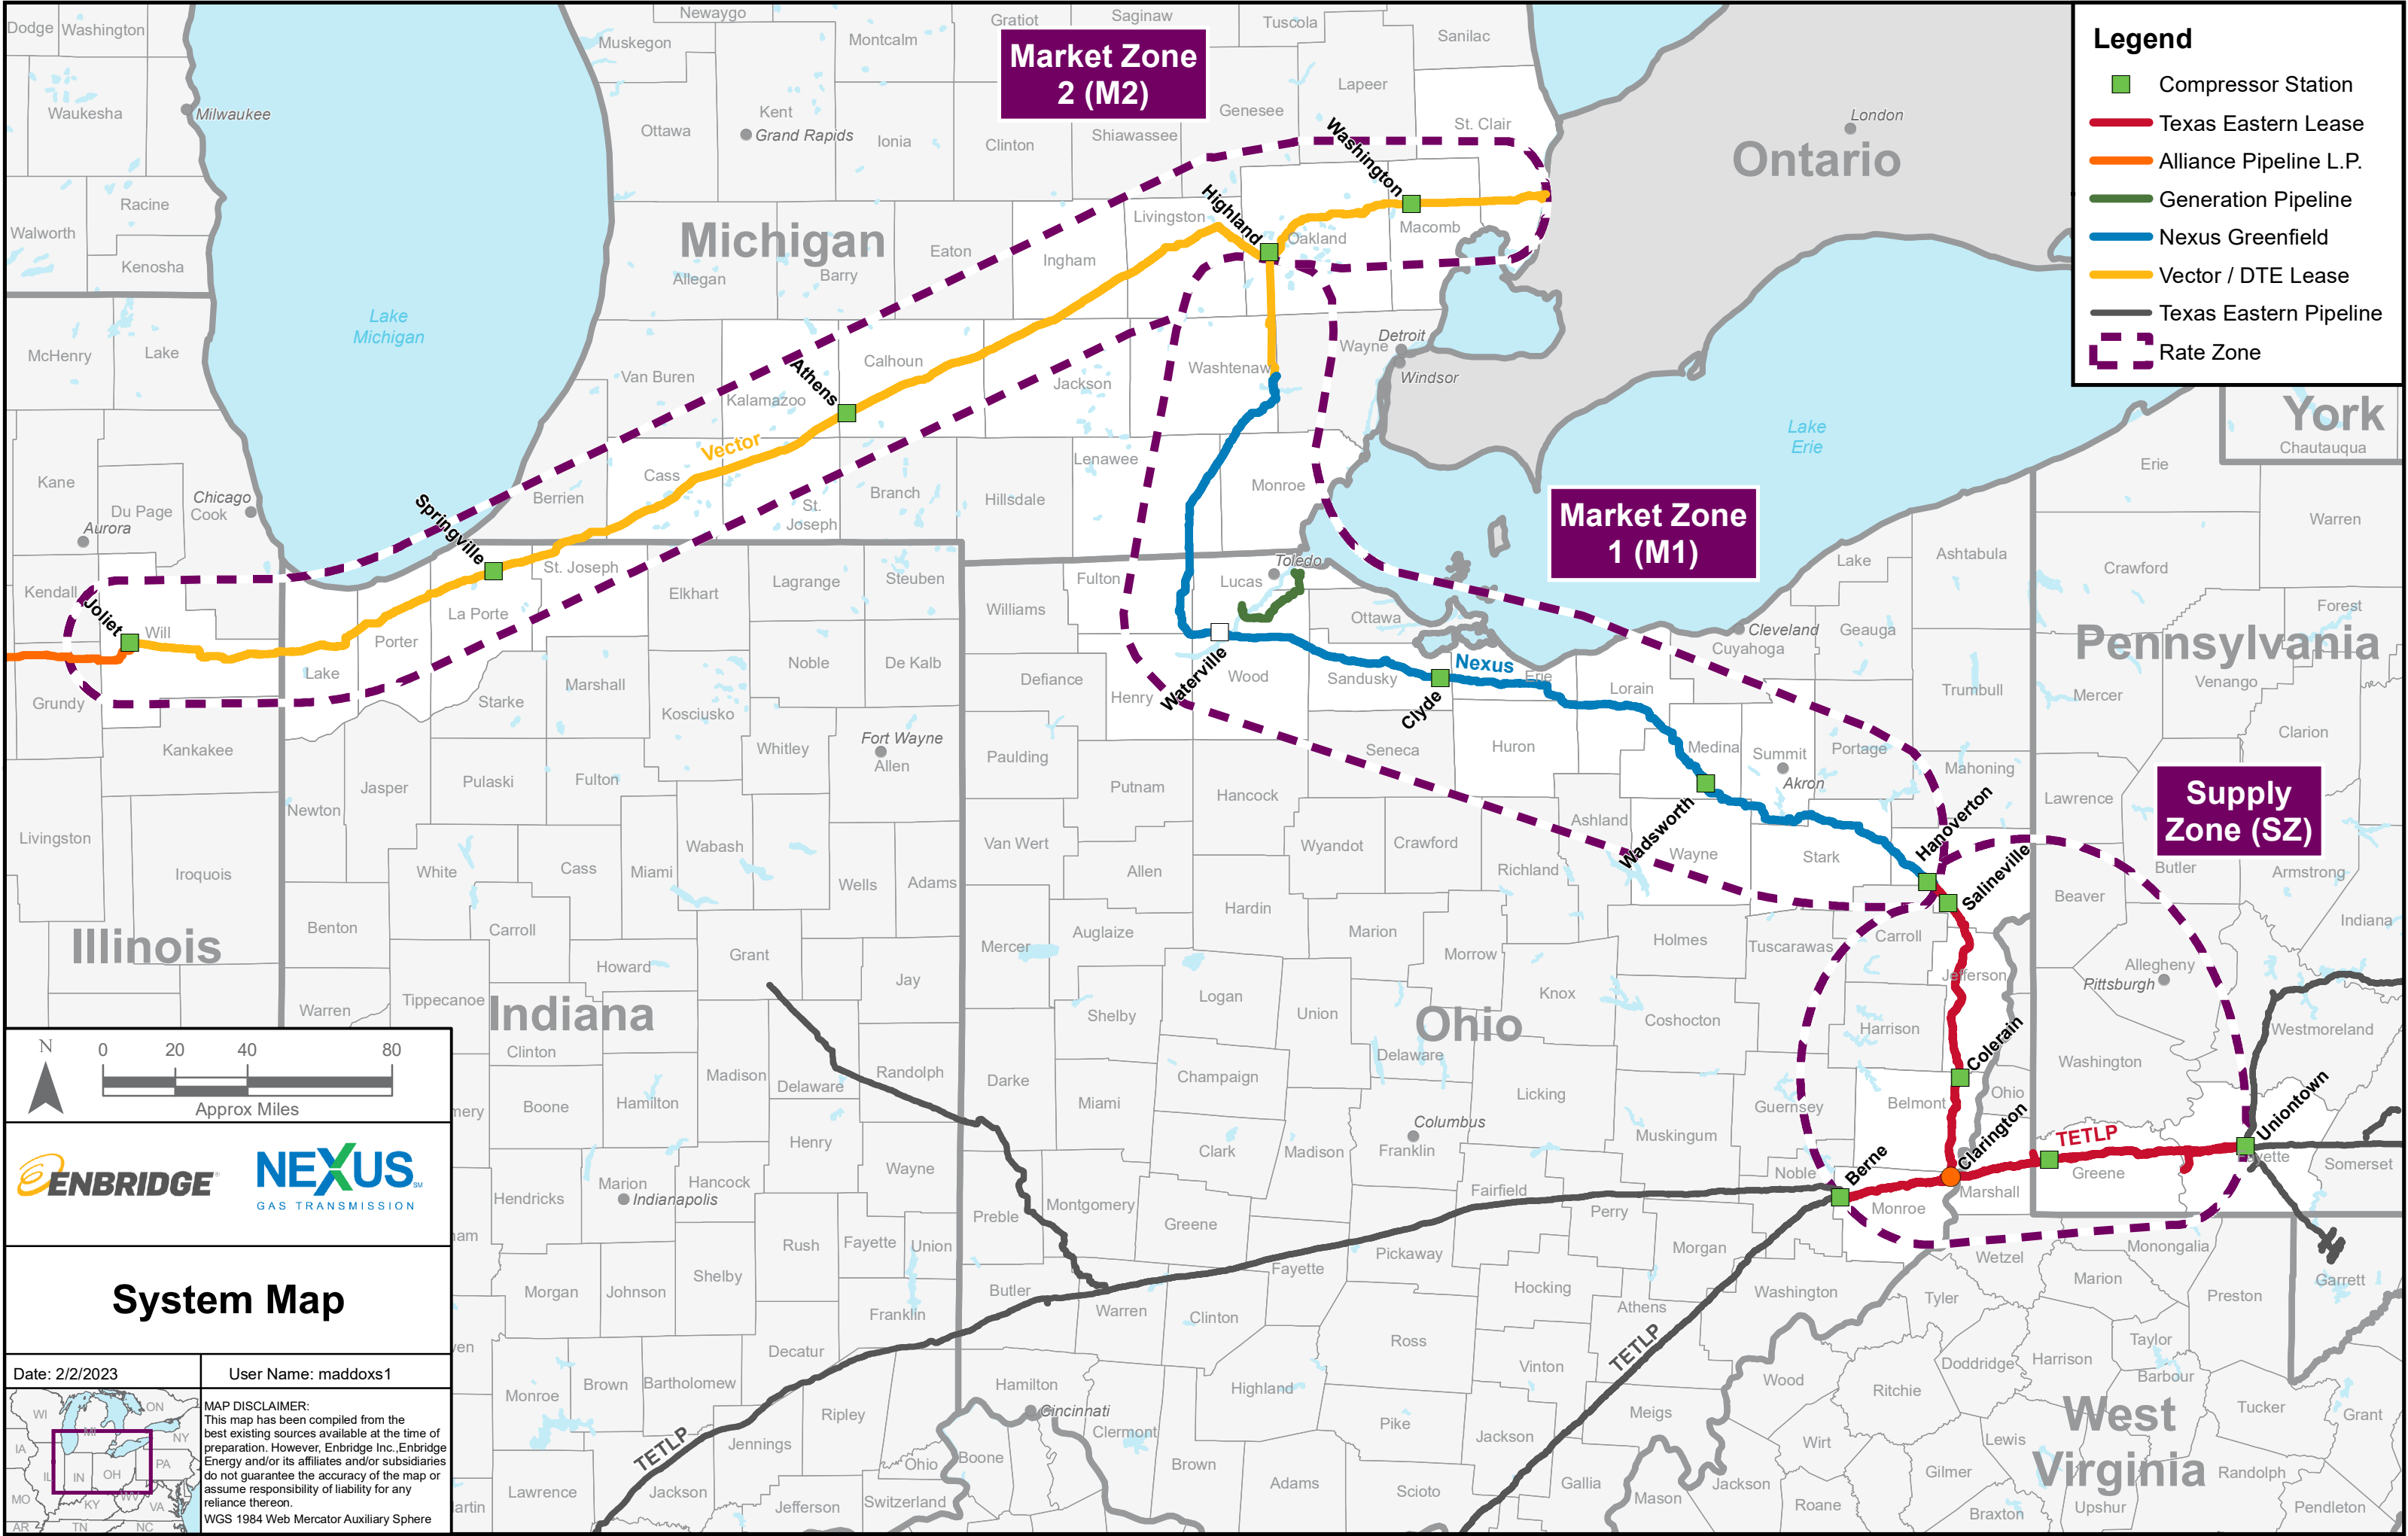 Legend
Compressor Station
Texas Eastern Lease
Alliance Pipeline L.P.
Generation Pipeline
Nexus Greenfield
Vector / DTE Lease
Texas Eastern Pipeline
Rate Zone
Market Zone
2 (M2)
Market Zone
1 (M1)
Supply
Zone (SZ)
Michigan
Ontario
York
Pennsylvania
Illinois
Indiana
Ohio
West
Virginia
Lake
Michigan
Lake
Erie
Washington
Highland
Athens
Springville
Joliet
Waterville
Clyde
Wadsworth
Hanoverton
Salineville
Colerain
Clarington
Berne
Uniontown
Vector
Nexus
TETLP
TETLP
TETLP
Milwaukee
Grand Rapids
London
Detroit
Windsor
Chicago
Aurora
Toledo
Cleveland
Akron
Fort Wayne
Pittsburgh
Columbus
Indianapolis
Cincinnati
Dodge
Washington
Waukesha
Racine
Walworth
Kenosha
McHenry
Lake
Kane
Du Page
Cook
Kendall
Will
Grundy
Kankakee
Livingston
Iroquois
Newaygo
Muskegon
Montcalm
Gratiot
Saginaw
Tuscola
Sanilac
Lapeer
Genesee
St. Clair
Kent
Ottawa
Ionia
Clinton
Shiawassee
Livingston
Oakland
Macomb
Allegan
Barry
Eaton
Ingham
Van Buren
Kalamazoo
Calhoun
Jackson
Washtenaw
Wayne
Berrien
Cass
St.
Joseph
Branch
Hillsdale
Lenawee
Monroe
Lake
Porter
La Porte
St. Joseph
Elkhart
Lagrange
Steuben
Starke
Marshall
Noble
De Kalb
Kosciusko
Whitley
Allen
Newton
Jasper
Pulaski
Fulton
White
Cass
Miami
Wabash
Wells
Adams
Benton
Carroll
Grant
Howard
Jay
Warren
Tippecanoe
Clinton
Madison
Delaware
Randolph
Boone
Hamilton
Henry
Hendricks
Marion
Hancock
Wayne
Rush
Fayette
Union
Morgan
Johnson
Shelby
Franklin
Decatur
Monroe
Brown
Bartholomew
Ripley
Jennings
Lawrence
Jackson
Jefferson
Switzerland
Ohio
Boone
Williams
Fulton
Lucas
Ottawa
Defiance
Henry
Wood
Sandusky
Erie
Lorain
Cuyahoga
Lake
Geauga
Ashtabula
Trumbull
Paulding
Putnam
Hancock
Seneca
Huron
Medina
Summit
Portage
Mahoning
Van Wert
Allen
Wyandot
Crawford
Richland
Ashland
Wayne
Stark
Mercer
Auglaize
Hardin
Marion
Morrow
Holmes
Tuscarawas
Carroll
Jefferson
Logan
Shelby
Union
Knox
Coshocton
Harrison
Delaware
Darke
Miami
Champaign
Licking
Guernsey
Belmont
Ohio
Clark
Madison
Franklin
Muskingum
Noble
Monroe
Marshall
Preble
Montgomery
Greene
Fairfield
Perry
Morgan
Washington
Pickaway
Fayette
Hocking
Athens
Butler
Warren
Clinton
Ross
Vinton
Hamilton
Clermont
Highland
Pike
Jackson
Meigs
Brown
Adams
Scioto
Gallia
Chautauqua
Erie
Warren
Crawford
Forest
Mercer
Venango
Clarion
Lawrence
Butler
Armstrong
Beaver
Indiana
Allegheny
Westmoreland
Washington
Greene
Somerset
Wetzel
Monongalia
Marion
Preston
Garrett
Tyler
Taylor
Doddridge
Harrison
Barbour
Tucker
Grant
Wood
Ritchie
Wirt
Lewis
Gilmer
Randolph
Mason
Jackson
Roane
Braxton
Upshur
Pendleton
N
0 20 40 80
Approx Miles
ENBRIDGE
NEXUS
GAS TRANSMISSION
System Map
Date: 2/2/2023
User Name: maddoxs1
MAP DISCLAIMER:
This map has been compiled from the
best existing sources available at the time of
preparation. However, Enbridge Inc.,Enbridge
Energy and/or its affiliates and/or subsidiaries
do not guarantee the accuracy of the map or
assume responsibility of liability for any
reliance thereon.
WGS 1984 Web Mercator Auxiliary Sphere
WI
MI
ON
NY
IA
IL
IN
OH
PA
MO
KY
WV
VA
AR
TN
NC